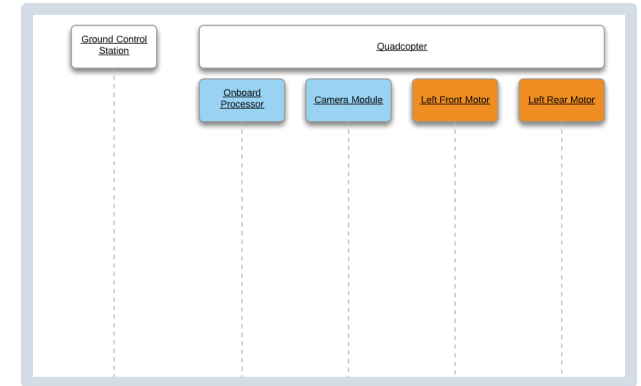 Ground Control
Station
Quadcopter
Onboard
Processor
Camera Module
Left Front Motor
Left Rear Motor